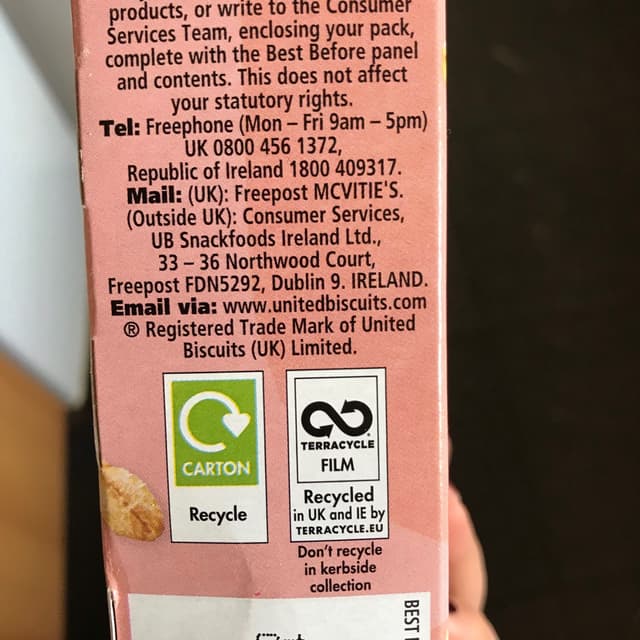 products, or write to the Consumer
Services Team, enclosing your pack,
complete with the Best Before panel
and contents. This does not affect
your statutory rights.
Tel: Freephone (Mon – Fri 9am – 5pm)
UK 0800 456 1372,
Republic of Ireland 1800 409317.
Mail: (UK): Freepost MCVITIE'S.
(Outside UK): Consumer Services,
UB Snackfoods Ireland Ltd.,
33 – 36 Northwood Court,
Freepost FDN5292, Dublin 9. IRELAND.
Email via: www.unitedbiscuits.com
® Registered Trade Mark of United
Biscuits (UK) Limited.
CARTON
Recycle
TERRACYCLE®
FILM
Recycled
in UK and IE by
TERRACYCLE.EU
Don't recycle
in kerbside
collection
BEST